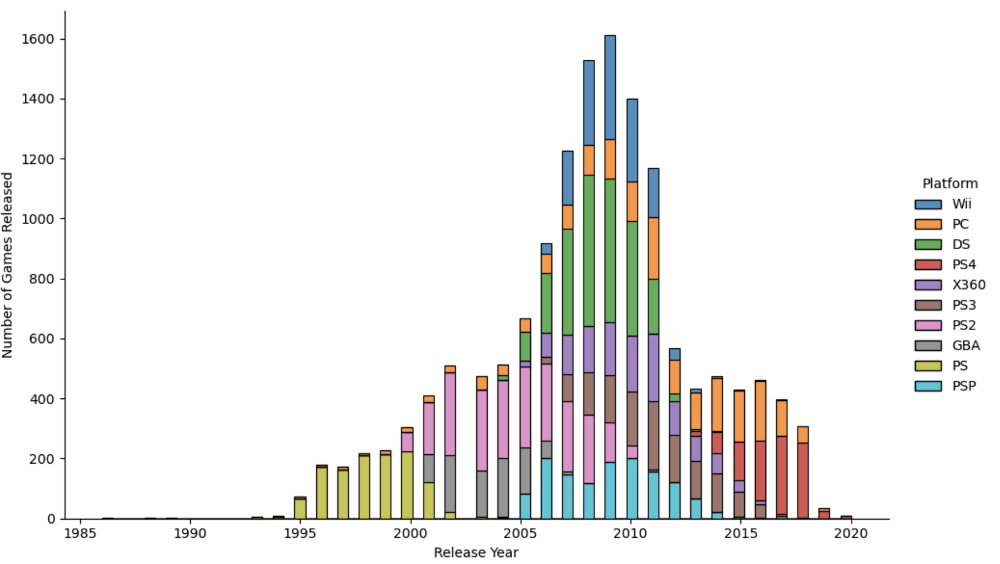 1600
1400
1200
1000
800
600
400
200
0
Number of Games Released
1985 1990 1995 2000 2005 2010 2015 2020
Release Year
Platform
Wii
PC
DS
PS4
X360
PS3
PS2
GBA
PS
PSP